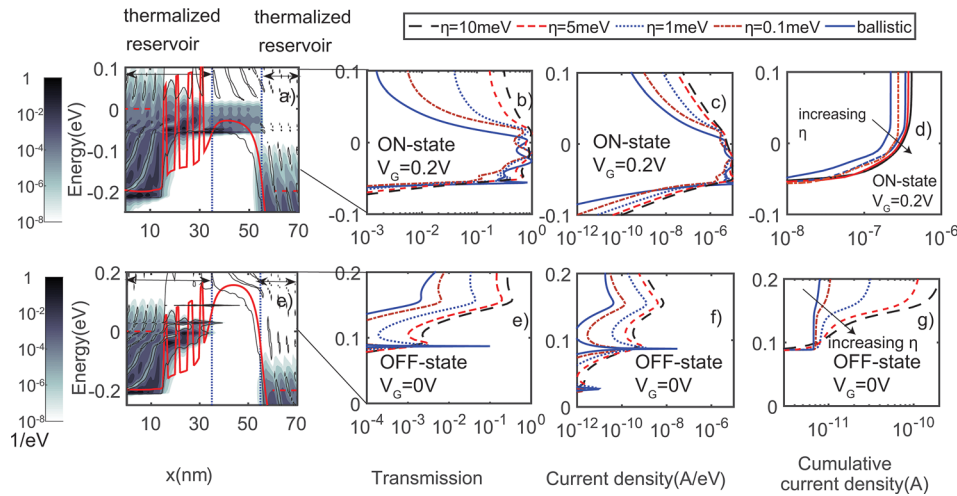 thermalized reservoir
thermalized reservoir
η=10meV η=5meV η=1meV η=0.1meV ballistic
1
10-2
10-4
10-6
10-8
Energy(eV)
0.1
0
-0.1
-0.2
a)
10 30 50 70
0.1
0
-0.1
b)
ON-state
VG=0.2V
10-3 10-2 10-1 100
0.1
0
-0.1
c)
ON-state
VG=0.2V
10-12 10-10 10-8 10-6
0.1
0
-0.1
increasing
η
d)
ON-state
VG=0.2V
10-8 10-7 10-6
1
10-2
10-4
10-6
10-8
1/eV
Energy(eV)
0.2
0
-0.2
e)
10 30 50 70
0.2
0.1
0
e)
OFF-state
VG=0V
10-4 10-3 10-2 10-1 100
0.2
0.1
0
f)
OFF-state
VG=0V
10-12 10-10 10-8 10-6
0.2
0.1
0
g)
increasing η
OFF-state
VG=0V
10-11 10-10
x(nm)
Transmission
Current density(A/eV)
Cumulative
current density(A)